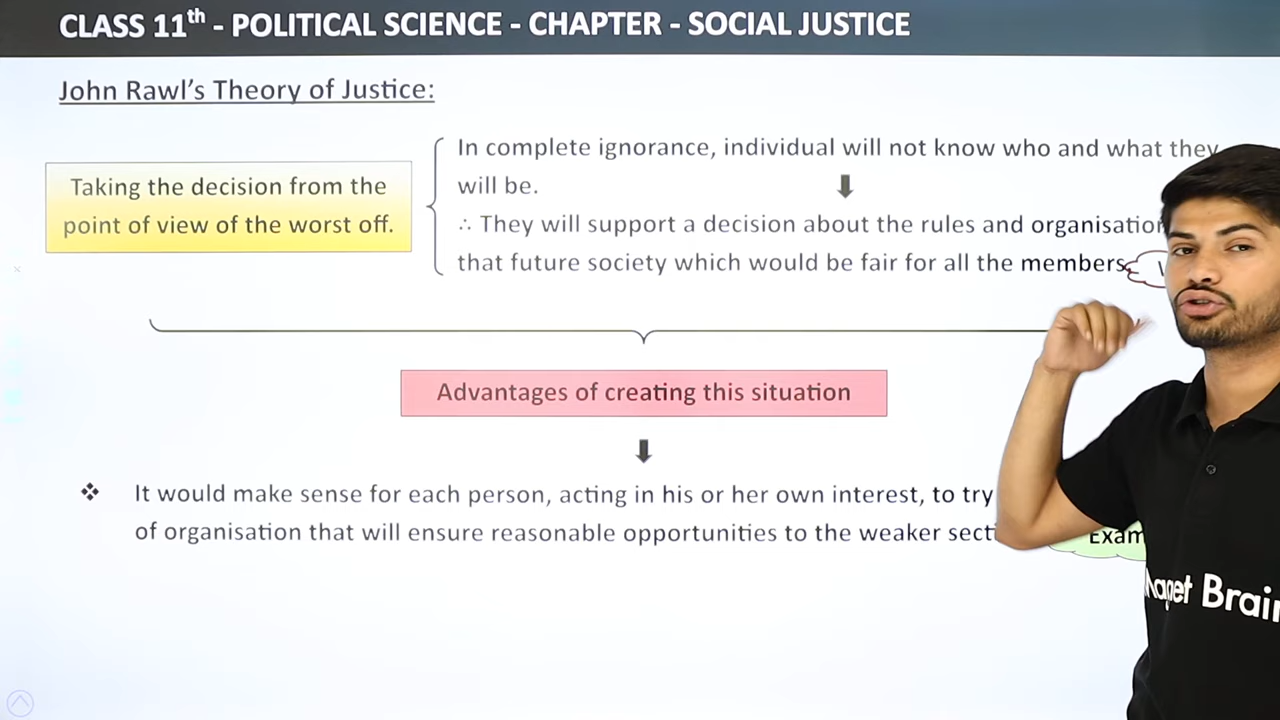 CLASS 11th - POLITICAL SCIENCE - CHAPTER - SOCIAL JUSTICE
John Rawl's Theory of Justice:
Taking the decision from the
point of view of the worst off.
In complete ignorance, individual will not know who and what they
will be.
∴ They will support a decision about the rules and
that future society which would be fair for all the members
Advantages of creating this situation
❖ It would make sense for each person, acting in his or her own interest, to try
of organisation that will ensure reasonable opportunities to the weaker
Brain